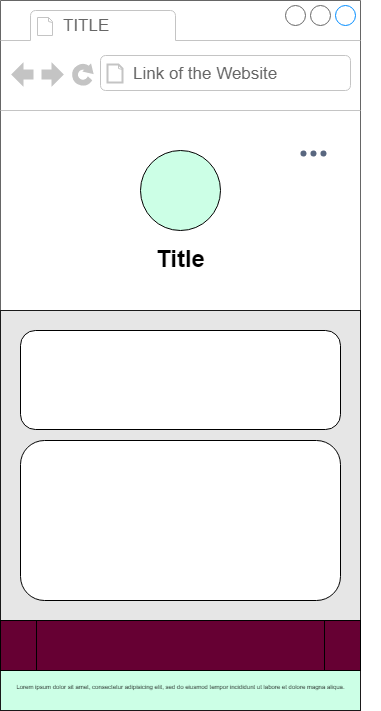 TITLE
Link of the Website
Title
Lorem ipsum dolor sit amet, consectetur adipisicing elit, sed do eiusmod tempor incididunt ut labore et dolore magna aliqua.